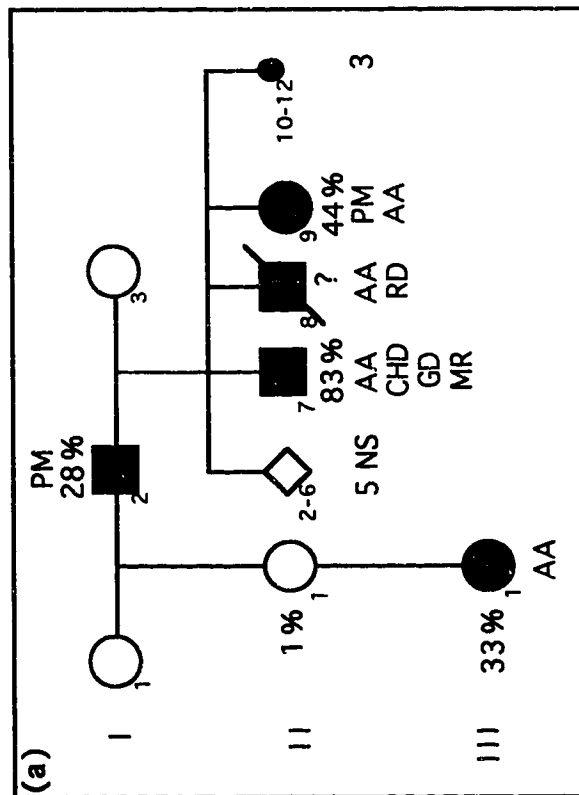 (a)
I
1
PM
28%
2
3
II
1%
1
2-6
5 NS
7
83%
AA
CHD
GD
MR
8
?
AA
RD
9
44%
PM
AA
10-12
3
III
33%
1
AA